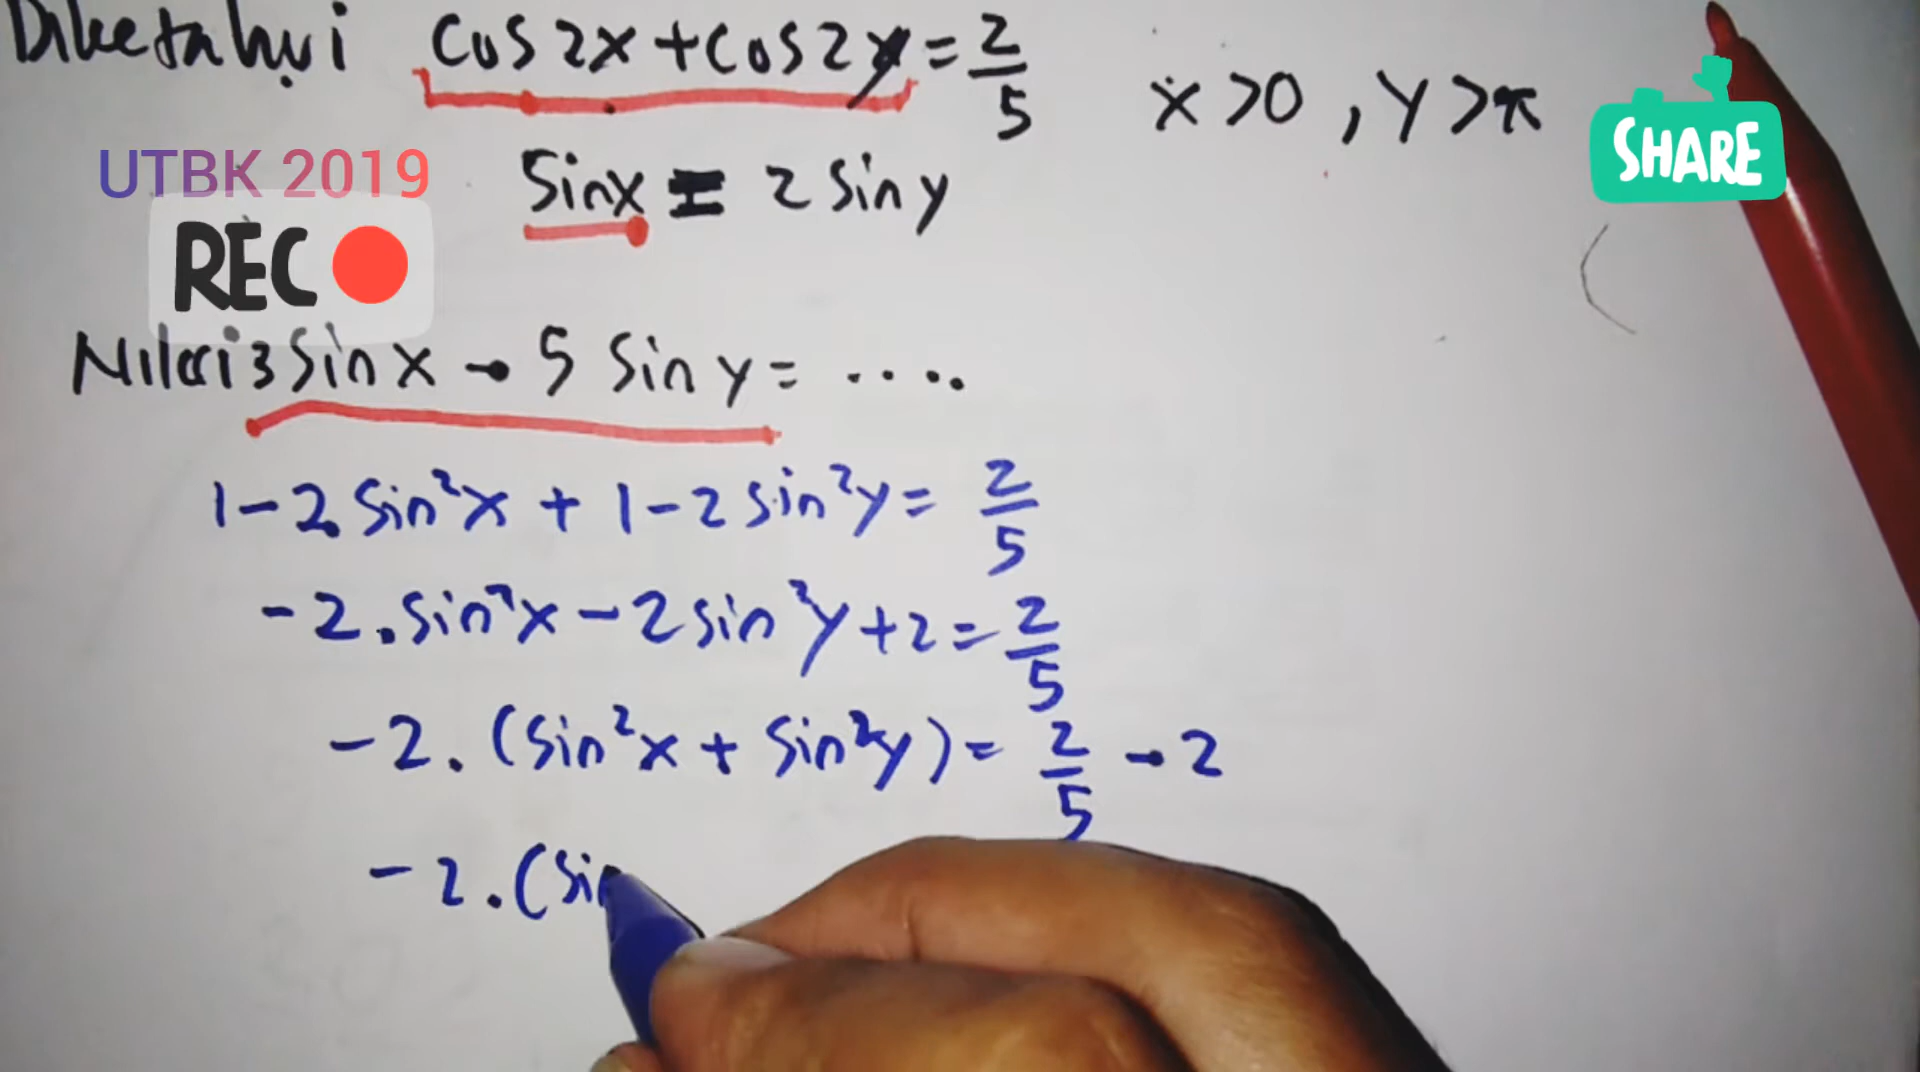 Diketahui cos 2x + cos 2y = 2/5 x > 0 , y > π
SHARE
UTBK 2019
sin x = 2 sin y
REC
Nilai 3 sin x - 5 sin y = ....
1 - 2 sin²x + 1 - 2 sin²y = 2/5
-2. sin²x - 2 sin²y + 2 = 2/5
-2. (sin²x + sin²y) = 2/5 - 2
-2. (sin